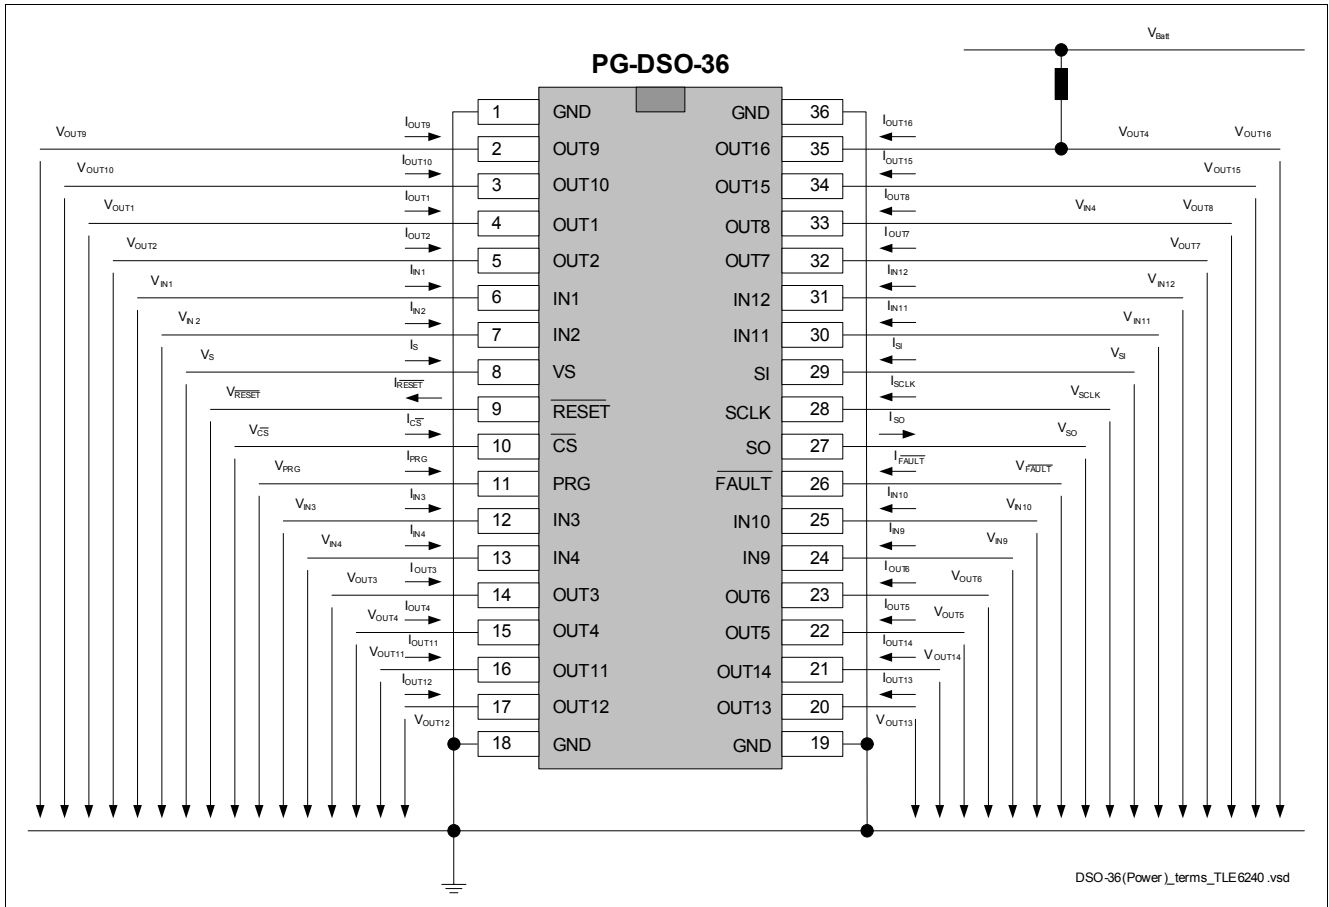 V_Batt
PG-DSO-36
1 GND GND 36
V_OUT9 I_OUT9 2 OUT9 OUT16 35 I_OUT16 V_OUT4 V_OUT16
V_OUT10 I_OUT10 3 OUT10 OUT15 34 I_OUT15 V_OUT15
V_OUT1 I_OUT1 4 OUT1 OUT8 33 I_OUT8 V_IN4 V_OUT8
V_OUT2 I_OUT2 5 OUT2 OUT7 32 I_OUT7 V_OUT7
V_IN1 I_IN1 6 IN1 IN12 31 I_IN12 V_IN12
V_IN2 I_IN2 7 IN2 IN11 30 I_IN11 V_IN11
V_S I_S 8 VS SI 29 I_SI V_SI
V_RESET I_RESET 9 RESET SCLK 28 I_SCLK V_SCLK
V_CS I_CS 10 CS SO 27 I_SO V_SO
V_PRG I_PRG 11 PRG FAULT 26 I_FAULT V_FAULT
V_IN3 I_IN3 12 IN3 IN10 25 I_IN10 V_IN10
V_IN4 I_IN4 13 IN4 IN9 24 I_IN9 V_IN9
V_OUT3 I_OUT3 14 OUT3 OUT6 23 I_OUT6 V_OUT6
V_OUT4 I_OUT4 15 OUT4 OUT5 22 I_OUT5 V_OUT5
V_OUT11 I_OUT11 16 OUT11 OUT14 21 I_OUT14 V_OUT14
I_OUT12 V_OUT12 17 OUT12 OUT13 20 I_OUT13 V_OUT13
18 GND GND 19
DSO-36(Power)_terms_TLE6240.vsd